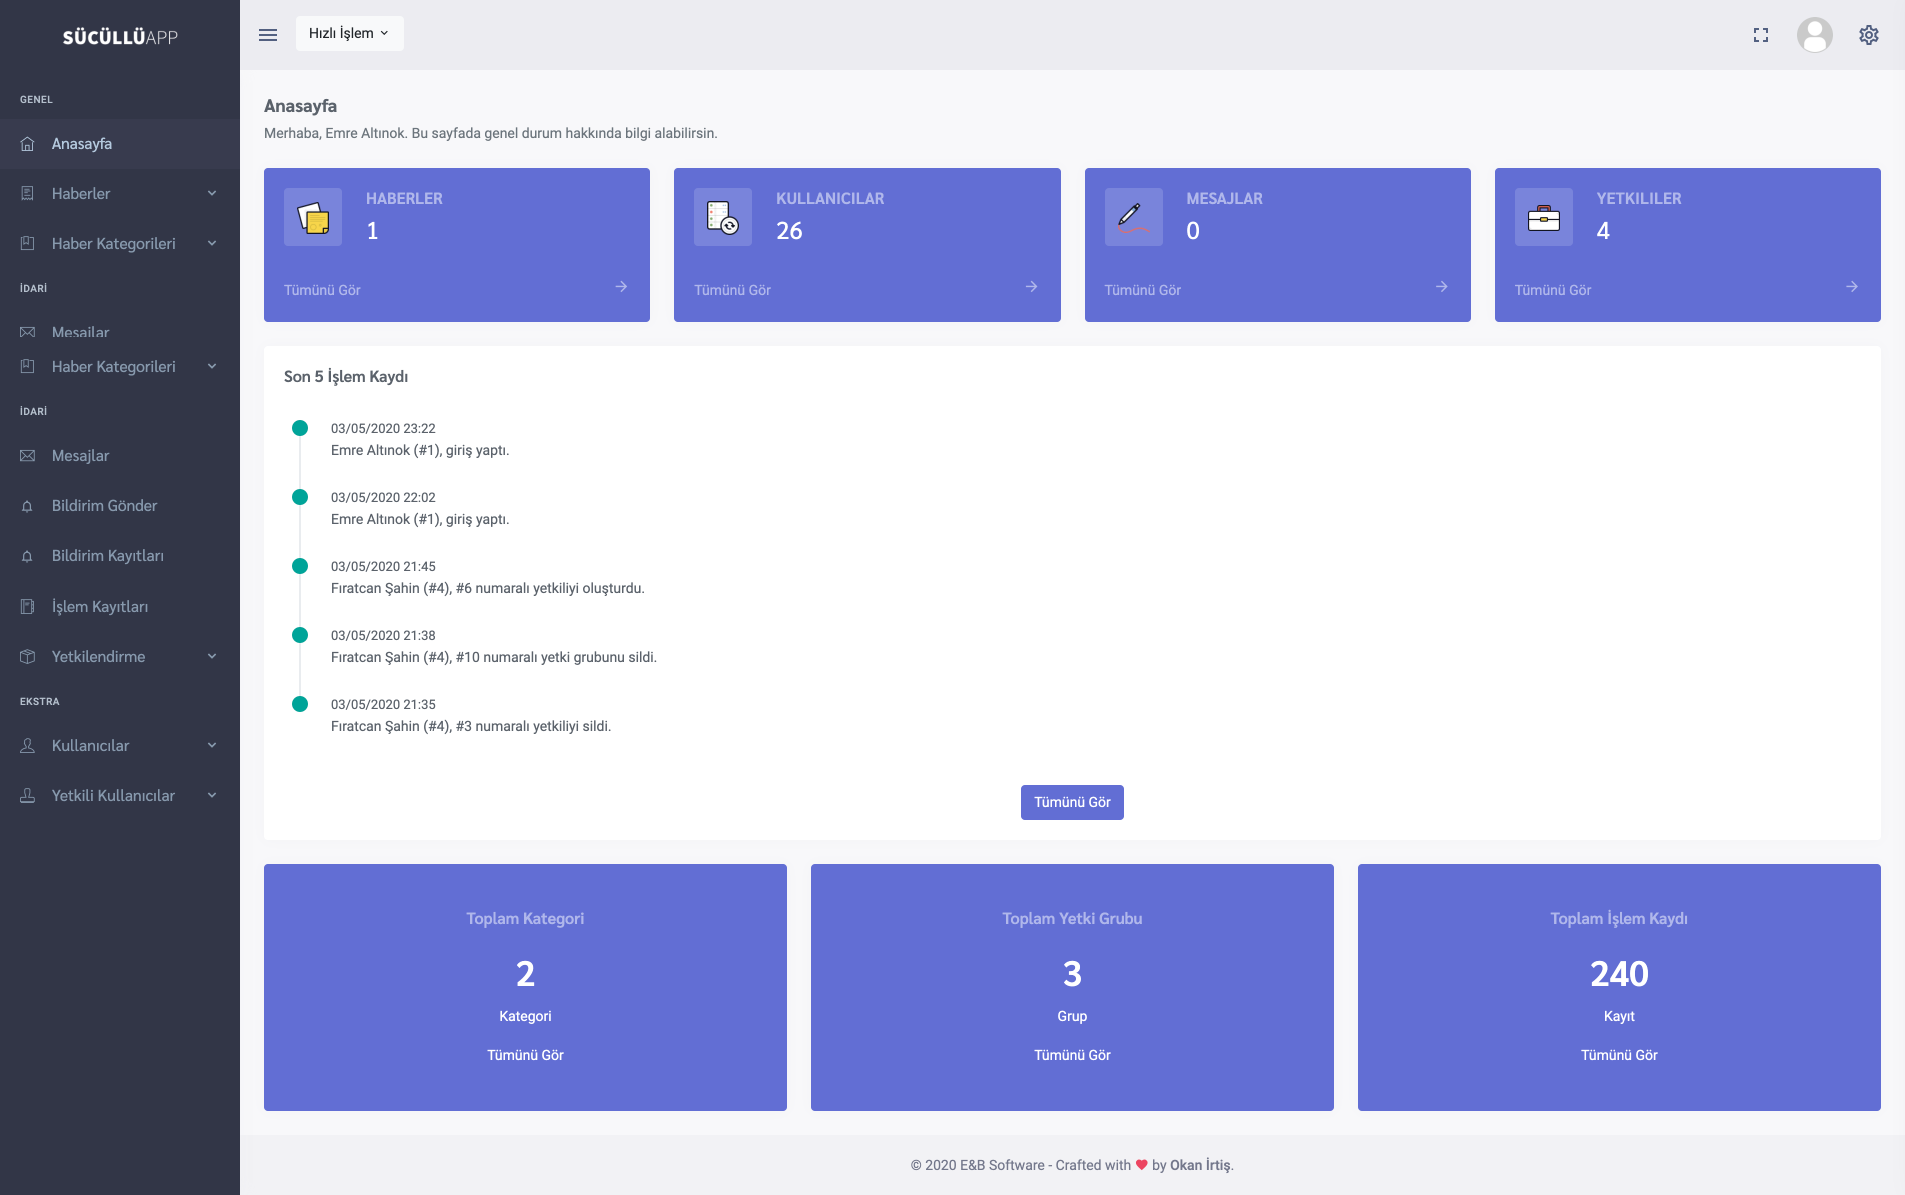 SÜCÜLLÜAPP
GENEL
Anasayfa
Haberler
Haber Kategorileri
İDARİ
Mesajlar
Haber Kategorileri
İDARİ
Mesajlar
Bildirim Gönder
Bildirim Kayıtları
İşlem Kayıtları
Yetkilendirme
EKSTRA
Kullanıcılar
Yetkili Kullanıcılar
Hızlı İşlem
Anasayfa
Merhaba, Emre Altınok. Bu sayfada genel durum hakkında bilgi alabilirsin.
HABERLER
1
Tümünü Gör
KULLANICILAR
26
Tümünü Gör
MESAJLAR
0
Tümünü Gör
YETKILILER
4
Tümünü Gör
Son 5 İşlem Kaydı
03/05/2020 23:22
Emre Altınok (#1), giriş yaptı.
03/05/2020 22:02
Emre Altınok (#1), giriş yaptı.
03/05/2020 21:45
Fıratcan Şahin (#4), #6 numaralı yetkiliyi oluşturdu.
03/05/2020 21:38
Fıratcan Şahin (#4), #10 numaralı yetki grubunu sildi.
03/05/2020 21:35
Fıratcan Şahin (#4), #3 numaralı yetkiliyi sildi.
Tümünü Gör
Toplam Kategori
2
Kategori
Tümünü Gör
Toplam Yetki Grubu
3
Grup
Tümünü Gör
Toplam İşlem Kaydı
240
Kayıt
Tümünü Gör
© 2020 E&B Software - Crafted with ❤ by Okan İrtiş.